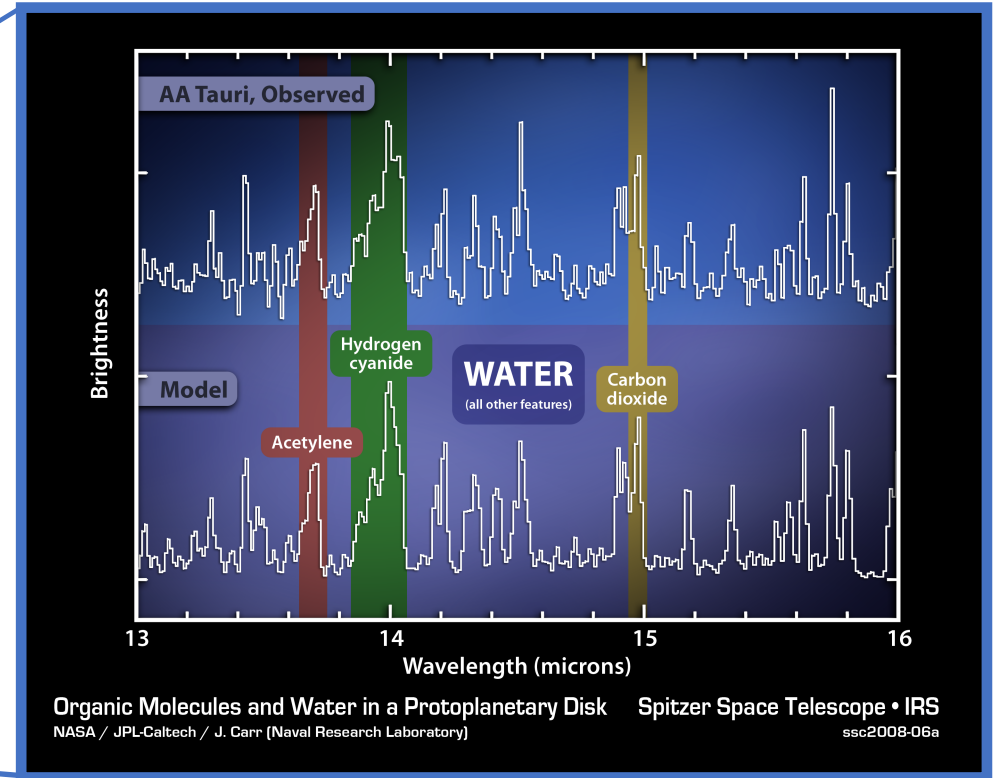 AA Tauri, Observed
Hydrogen
cyanide
WATER
(all other features)
Carbon
dioxide
Model
Acetylene
Brightness
13 14 15 16
Wavelength (microns)
Organic Molecules and Water in a Protoplanetary Disk Spitzer Space Telescope • IRS
NASA / JPL-Caltech / J. Carr (Naval Research Laboratory) ssc2008-06a